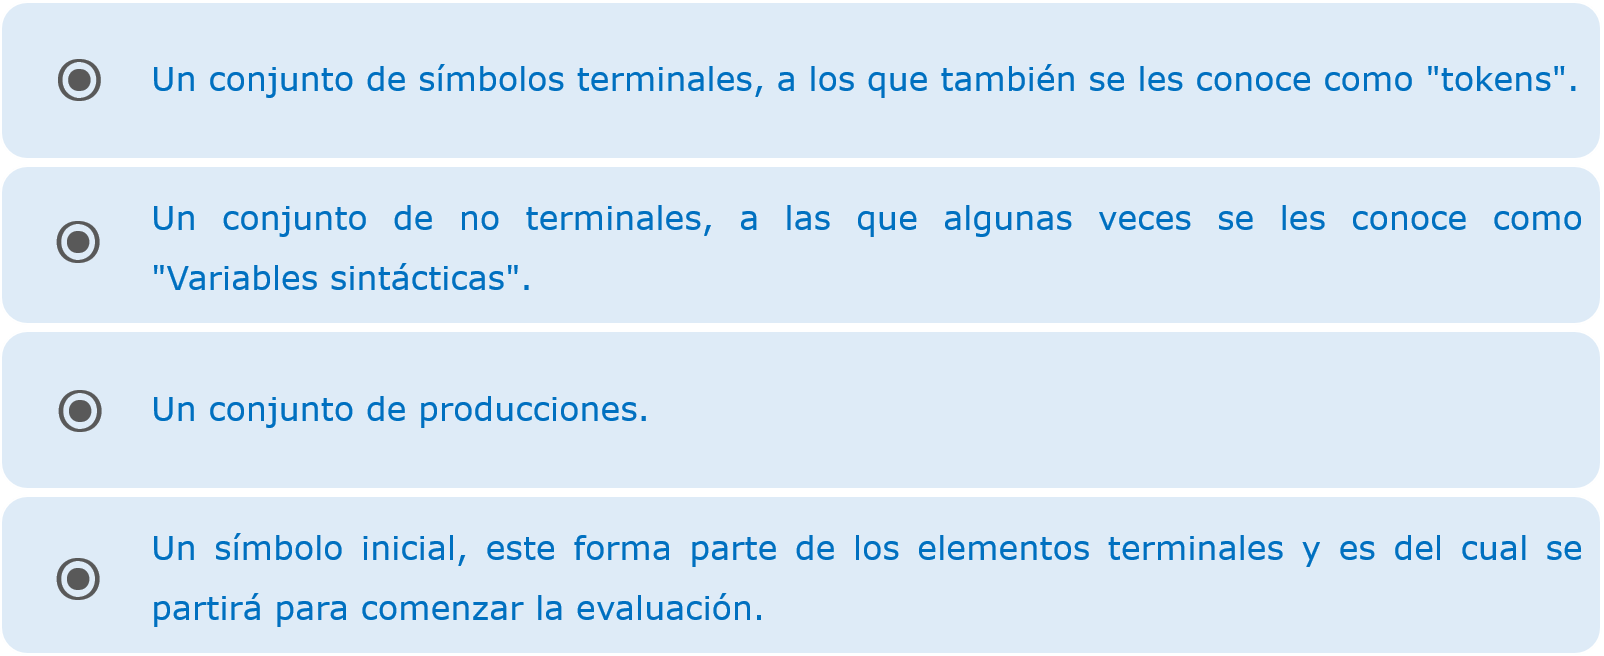 Un conjunto de símbolos terminales, a los que también se les conoce como "tokens".
Un conjunto de no terminales, a las que algunas veces se les conoce como
"Variables sintácticas".
Un conjunto de producciones.
Un símbolo inicial, este forma parte de los elementos terminales y es del cual se
partirá para comenzar la evaluación.